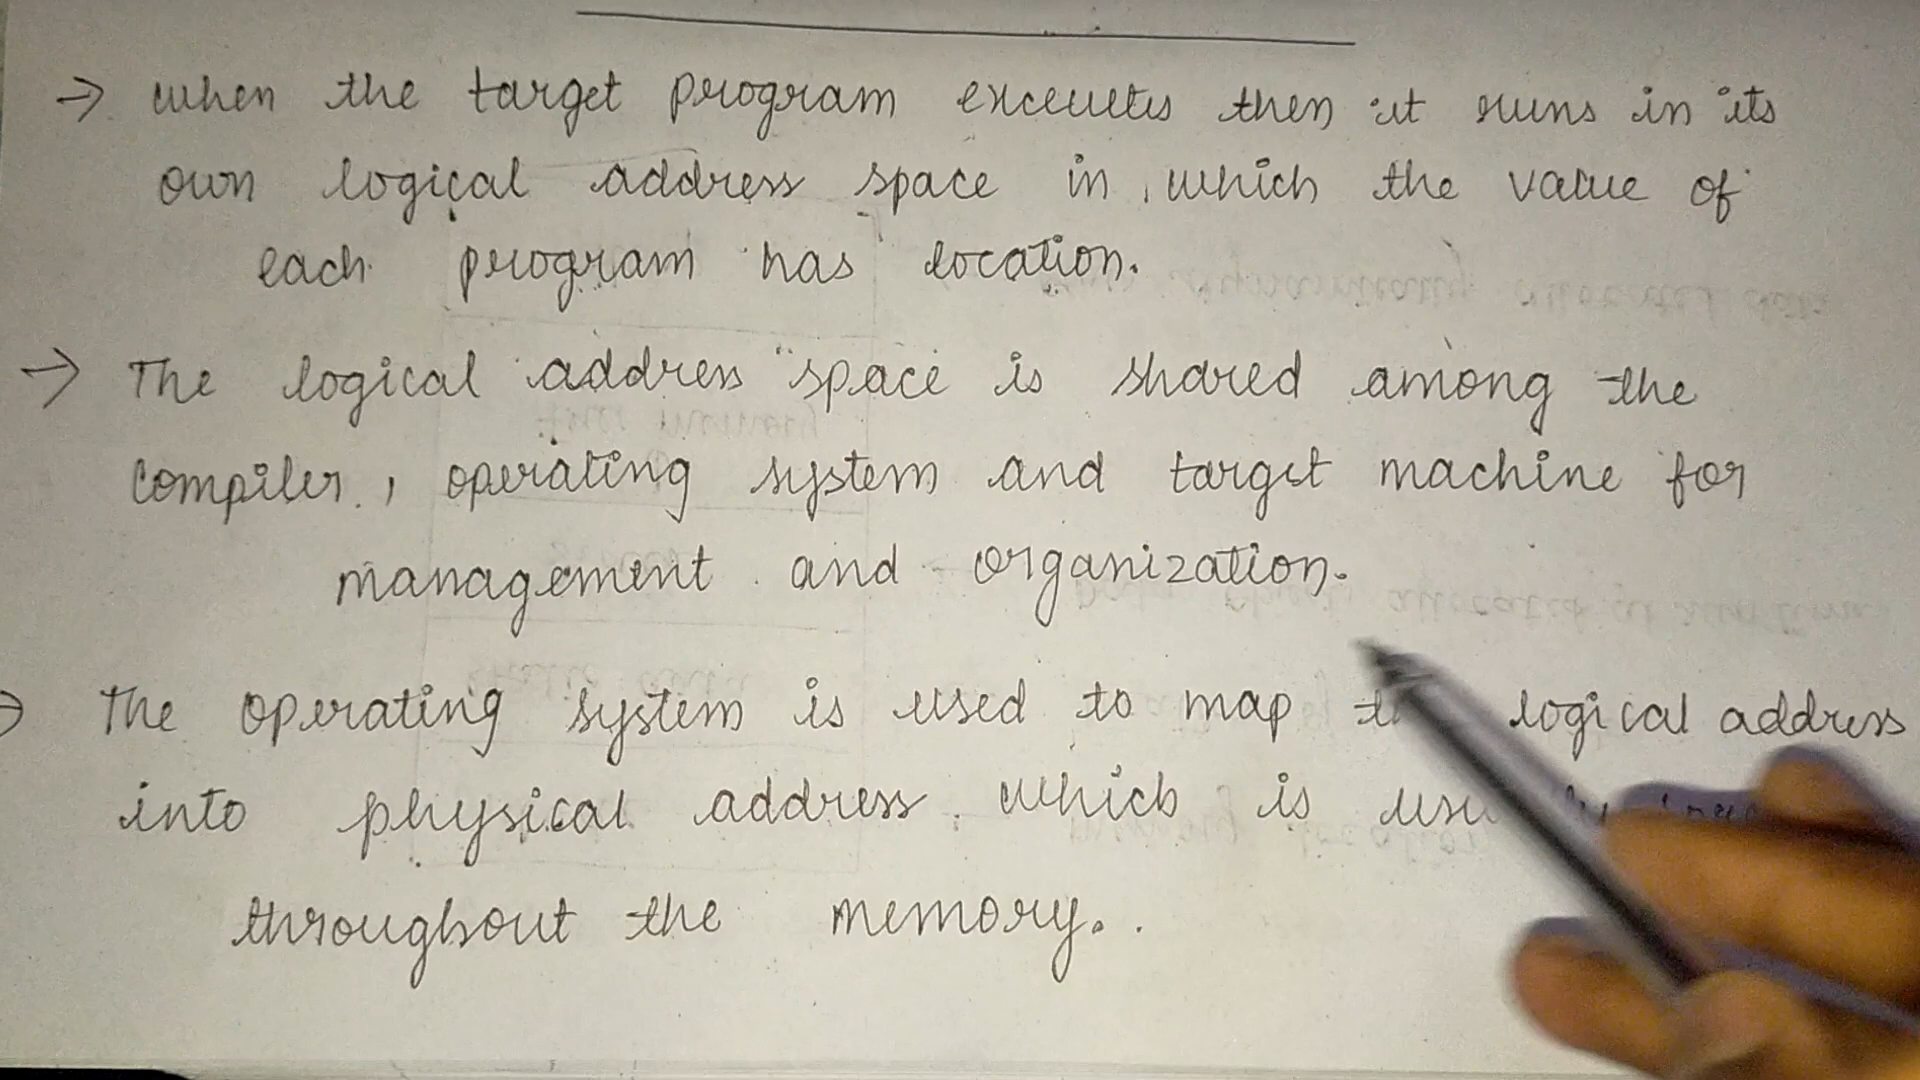 → when the target program exceutes then it runs in its
own logical address space in which the value of
each program has location.
→ The logical address space is shared among the
compiler, operating system and target machine for
management and organization.
→ The operating system is used to map logical address
into physical address which is
throughout the memory.